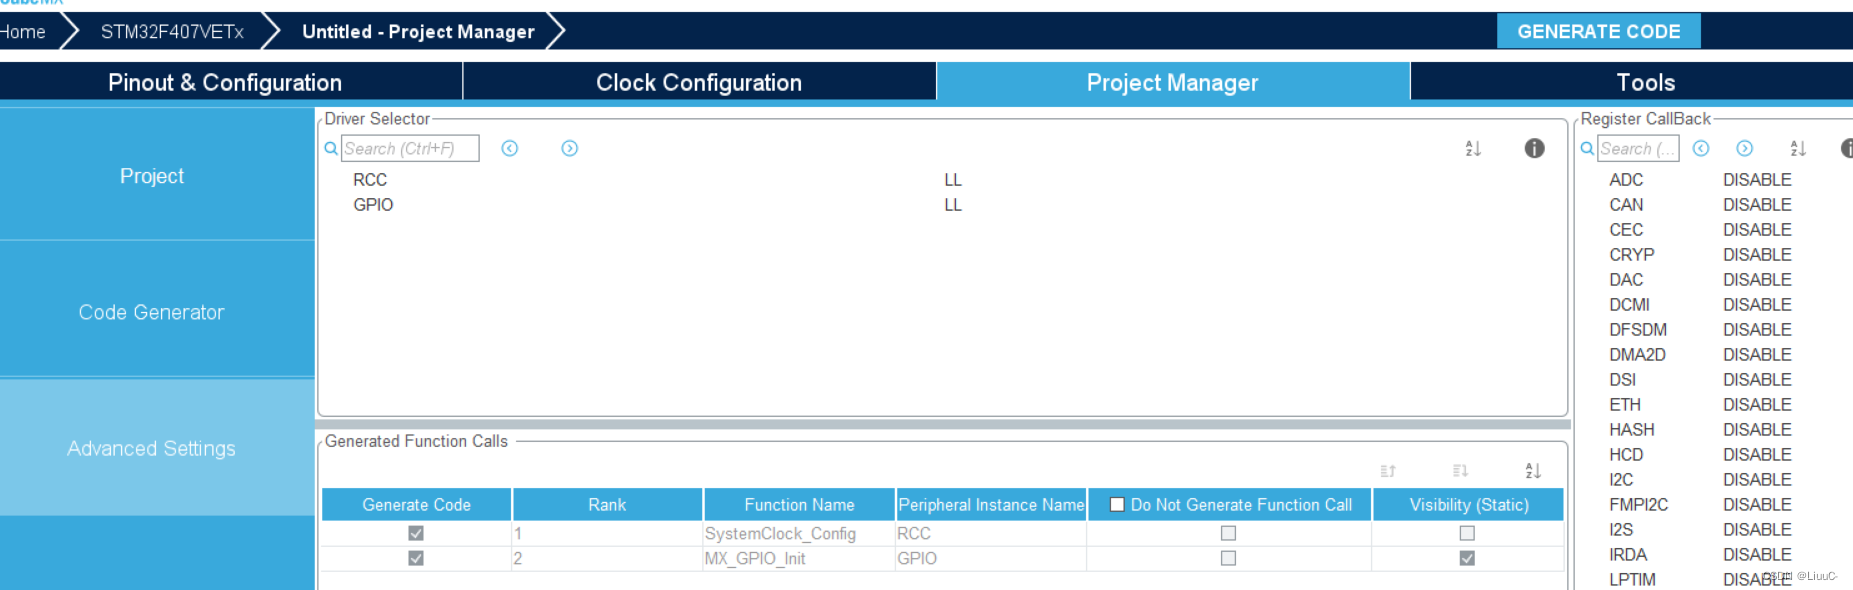 CubeMX
Home
STM32F407VETx
Untitled - Project Manager
GENERATE CODE
Pinout & Configuration
Clock Configuration
Project Manager
Tools
Project
Code Generator
Advanced Settings
Driver Selector
Search (Ctrl+F)
RCC LL
GPIO LL
Generated Function Calls
Generate Code Rank Function Name Peripheral Instance Name Do Not Generate Function Call Visibility (Static)
1 SystemClock_Config RCC
2 MX_GPIO_Init GPIO
Register CallBack
Search (...
ADC DISABLE
CAN DISABLE
CEC DISABLE
CRYP DISABLE
DAC DISABLE
DCMI DISABLE
DFSDM DISABLE
DMA2D DISABLE
DSI DISABLE
ETH DISABLE
HASH DISABLE
HCD DISABLE
I2C DISABLE
FMPI2C DISABLE
I2S DISABLE
IRDA DISABLE
LPTIM DISABLE
CSDN @LiuuC-